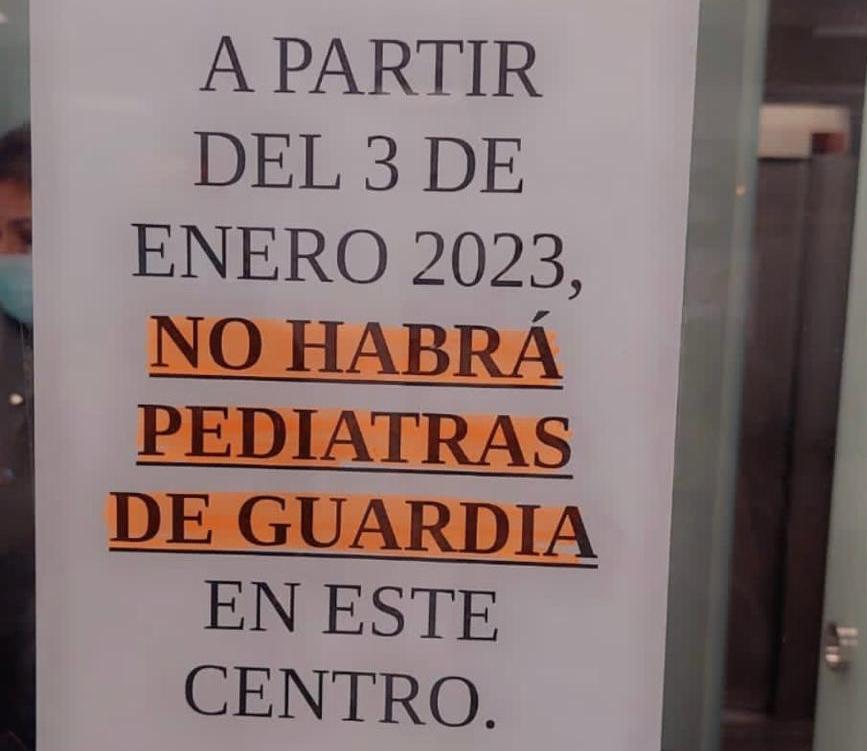 A PARTIR
DEL 3 DE
ENERO 2023,
NO HABRÁ
PEDIATRAS
DE GUARDIA
EN ESTE
CENTRO.